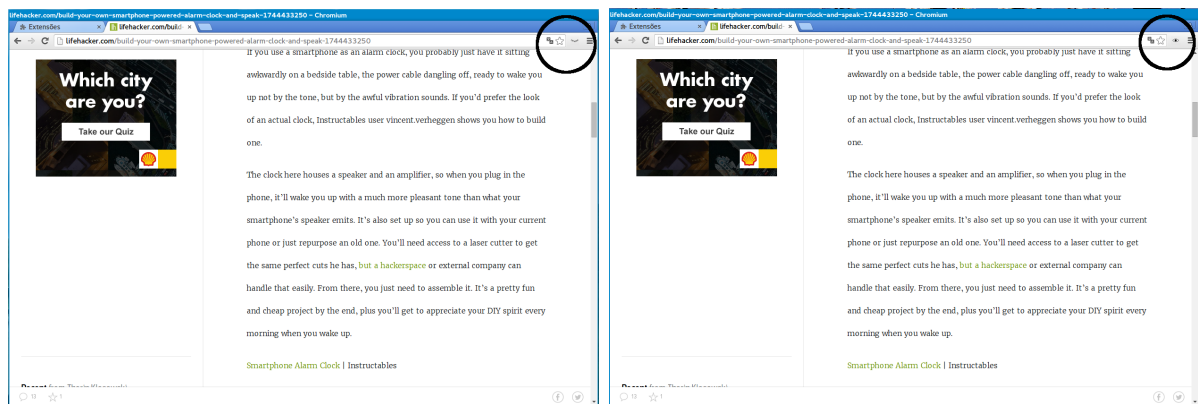 lifehacker.com/build-your-own-smartphone-powered-alarm-clock-and-speak-1744433250 – Chromium
Extensões × lifehacker.com/build- ×
lifehacker.com/build-your-own-smartphone-powered-alarm-clock-and-speak-1744433250
Which city
are you?
Take our Quiz
If you use a smartphone as an alarm clock, you probably just have it sitting
awkwardly on a bedside table, the power cable dangling off, ready to wake you
up not by the tone, but by the awful vibration sounds. If you'd prefer the look
of an actual clock, Instructables user vincent.verheggen shows you how to build
one.
The clock here houses a speaker and an amplifier, so when you plug in the
phone, it'll wake you up with a much more pleasant tone than what your
smartphone's speaker emits. It's also set up so you can use it with your current
phone or just repurpose an old one. You'll need access to a laser cutter to get
the same perfect cuts he has, but a hackerspace or external company can
handle that easily. From there, you just need to assemble it. It's a pretty fun
and cheap project by the end, plus you'll get to appreciate your DIY spirit every
morning when you wake up.
Smartphone Alarm Clock | Instructables
Recent from
13 1
lifehacker.com/build-your-own-smartphone-powered-alarm-clock-and-speak-1744433250 – Chromium
Extensões × lifehacker.com/build- ×
lifehacker.com/build-your-own-smartphone-powered-alarm-clock-and-speak-1744433250
Which city
are you?
Take our Quiz
If you use a smartphone as an alarm clock, you probably just have it sitting
awkwardly on a bedside table, the power cable dangling off, ready to wake you
up not by the tone, but by the awful vibration sounds. If you'd prefer the look
of an actual clock, Instructables user vincent.verheggen shows you how to build
one.
The clock here houses a speaker and an amplifier, so when you plug in the
phone, it'll wake you up with a much more pleasant tone than what your
smartphone's speaker emits. It's also set up so you can use it with your current
phone or just repurpose an old one. You'll need access to a laser cutter to get
the same perfect cuts he has, but a hackerspace or external company can
handle that easily. From there, you just need to assemble it. It's a pretty fun
and cheap project by the end, plus you'll get to appreciate your DIY spirit every
morning when you wake up.
Smartphone Alarm Clock | Instructables
Recent from
13 1